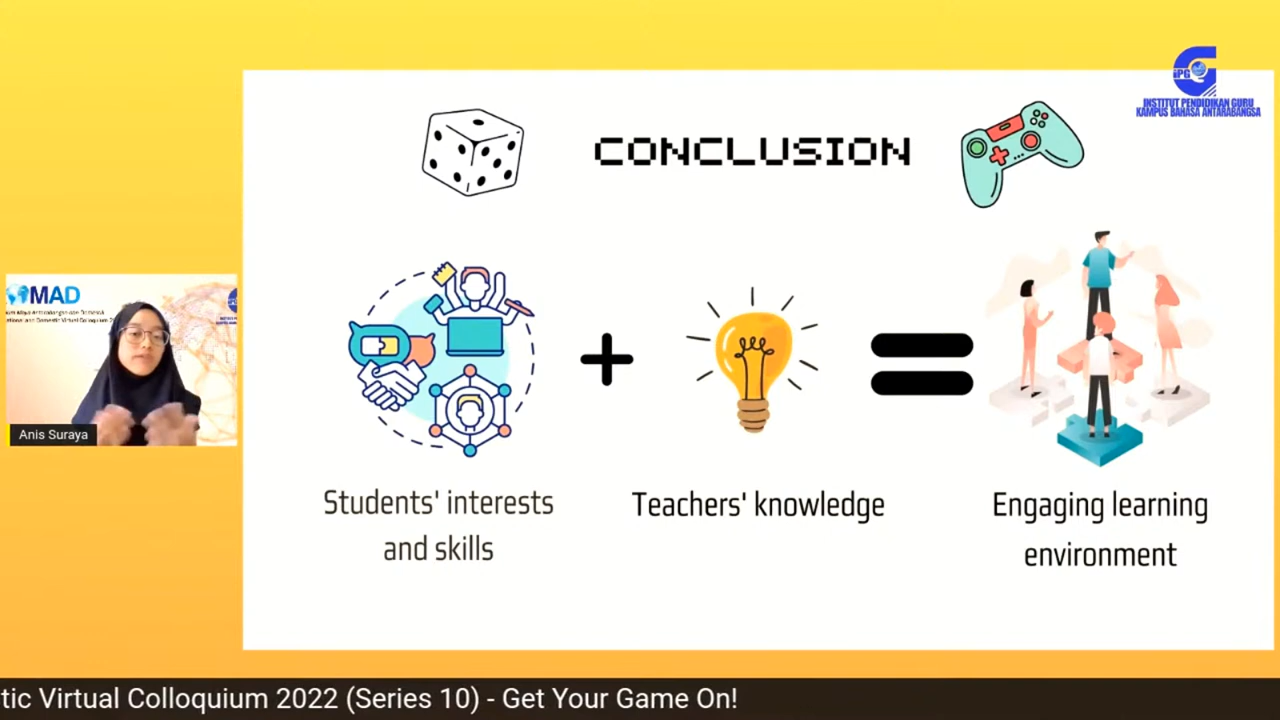 iPG
INSTITUT PENDIDIKAN GURU
KAMPUS BAHASA ANTARABANGSA
CONCLUSION
MAD
Anis Suraya
Students' interests
and skills
Teachers' knowledge
Engaging learning
environment
tic Virtual Colloquium 2022 (Series 10) - Get Your Game On!